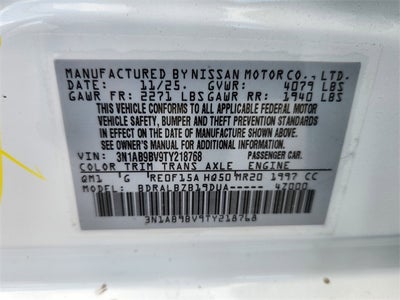 MANUFACTURED BY NISSAN MOTOR CO., LTD.
DATE: 11/25. GVWR: 4079 LBS
GAWR FR: 2271 LBS GAWR RR: 1940 LBS
THIS VEHICLE CONFORMS TO ALL APPLICABLE FEDERAL MOTOR
VEHICLE SAFETY, BUMPER AND THEFT PREVENTION STANDARDS
IN EFFECT ON THE DATE OF MANUFACTURE SHOWN ABOVE.
SEE OWNER'S MANUAL FOR ADDITIONAL INFORMATION.
VIN: 3N1AB9BV9TY218768 PASSENGER CAR.
COLOR TRIM TRANS AXLE ENGINE
QM1 G RE0F15A HQ50 MR20 1997 CC
MODEL: BDRALBZB19DUA----- 4Z000
3N1AB9BV9TY218768